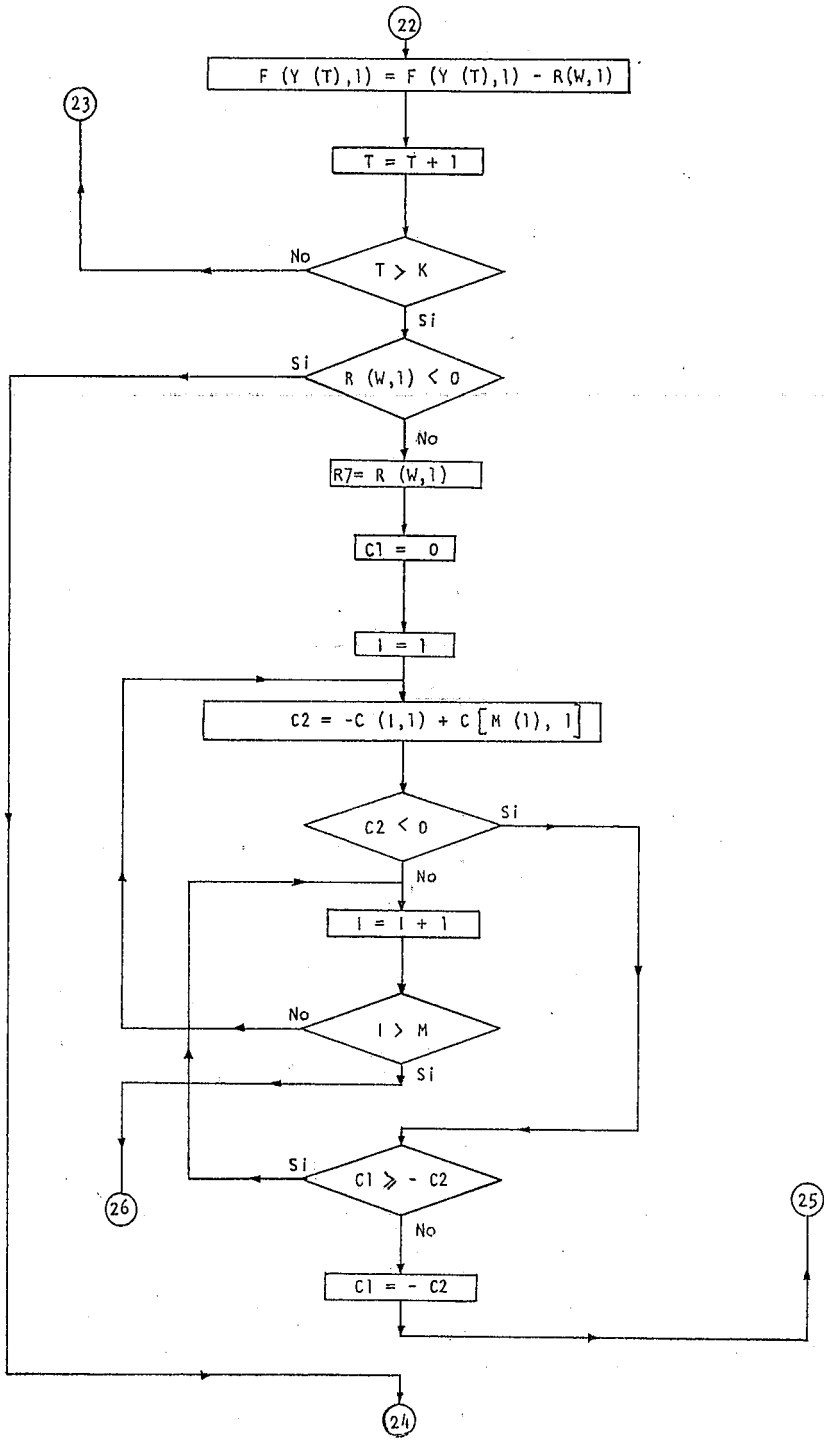 22
F (Y (T),1) = F (Y (T),1) - R(W,1)
23
T = T + 1
No
T > K
Si
Si
R (W,1) < 0
No
R7= R (W,1)
C1 = 0
I = 1
C2 = -C (I,1) + C [M (I), 1]
C2 < 0
Si
No
I = I + 1
No
I > M
Si
Si
C1 ⩾ - C2
26
25
No
C1 = - C2
24